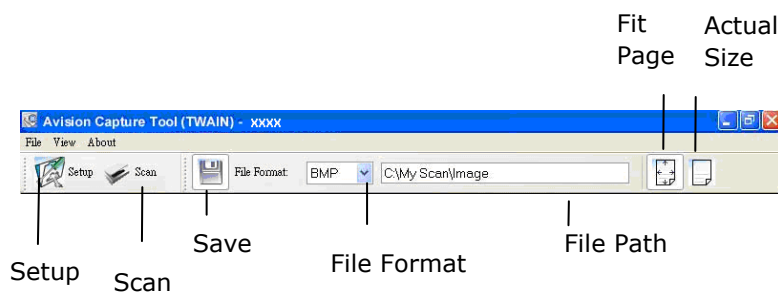 Fit Page
Actual Size
Avision Capture Tool (TWAIN) - xxxx
File View About
Setup Scan File Format: BMP C:\My Scan\Image
Save
File Format
File Path
Setup
Scan